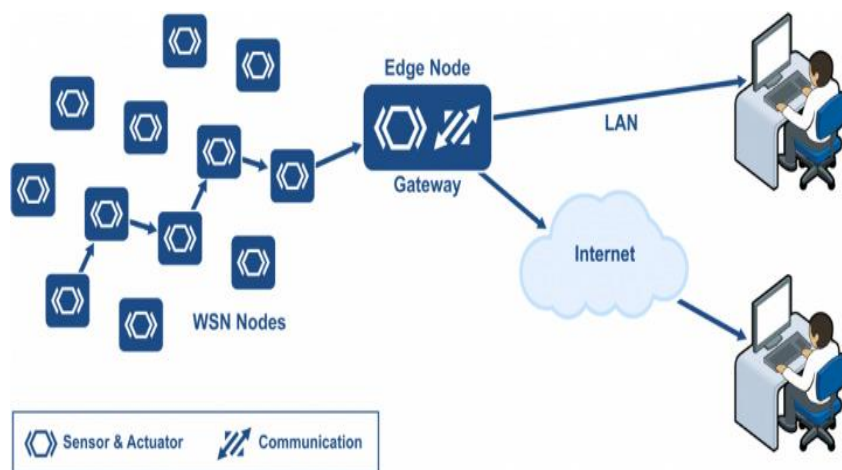 Edge Node
Gateway
LAN
Internet
WSN Nodes
Sensor & Actuator
Communication